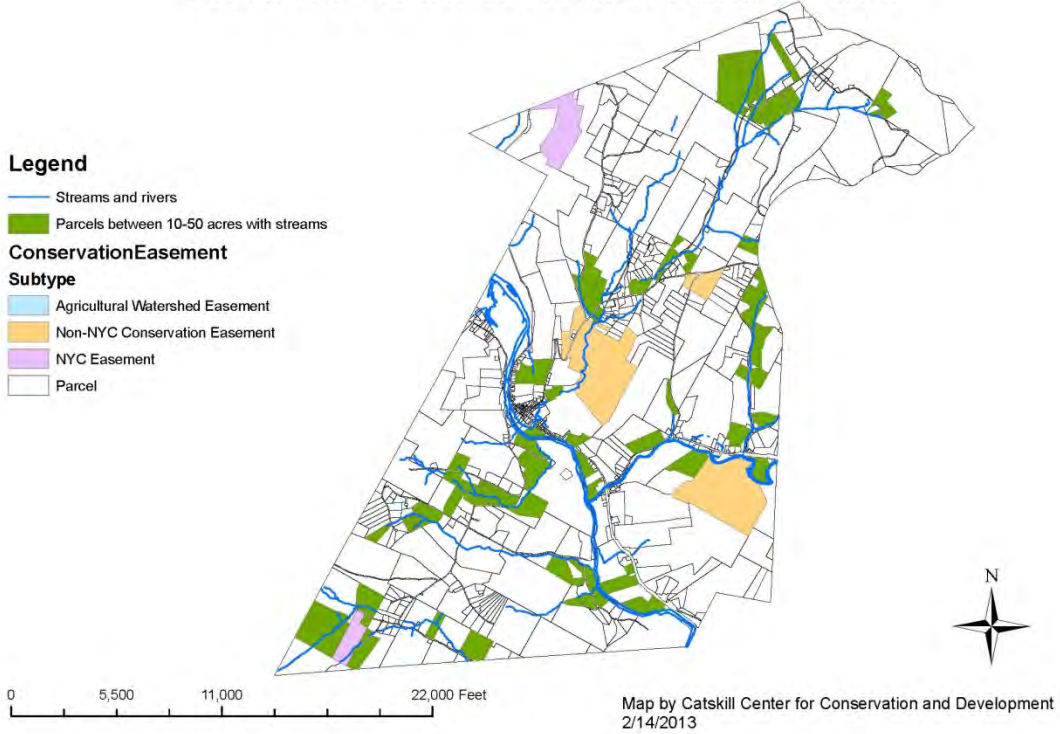 Legend
Streams and rivers
Parcels between 10-50 acres with streams
ConservationEasement
Subtype
Agricultural Watershed Easement
Non-NYC Conservation Easement
NYC Easement
Parcel
N
0 5,500 11,000 22,000 Feet
Map by Catskill Center for Conservation and Development
2/14/2013